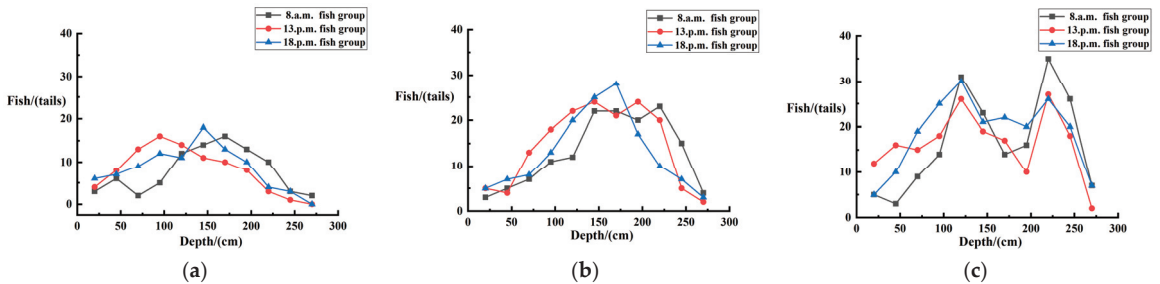 8.a.m. fish group
13.p.m. fish group
18.p.m. fish group
40
30
Fish/(tails)
20
10
0
0 50 100 150 200 250 300
Depth/(cm)
(a)
8.a.m. fish group
13.p.m. fish group
18.p.m. fish group
40
30
Fish/(tails)
20
10
0
0 50 100 150 200 250 300
Depth/(cm)
(b)
8.a.m. fish group
13.p.m. fish group
18.p.m. fish group
40
30
Fish/(tails)
20
10
0
0 50 100 150 200 250 300
Depth/(cm)
(c)